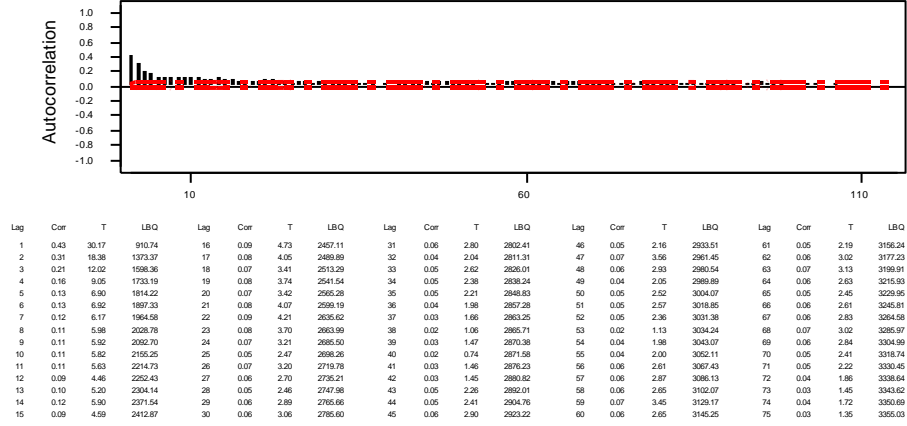 1.0
0.8
0.6
0.4
0.2
0.0
-0.2
-0.4
-0.6
-0.8
-1.0
Autocorrelation
10 60 110
Lag Corr T LBQ Lag Corr T LBQ Lag Corr T LBQ Lag Corr T LBQ Lag Corr T LBQ
1 0.43 30.17 910.74 16 0.09 4.73 2457.11 31 0.06 2.80 2802.41 46 0.05 2.16 2933.51 61 0.05 2.19 3156.24
2 0.31 18.38 1373.37 17 0.08 4.05 2489.89 32 0.04 2.04 2811.31 47 0.07 3.56 2961.45 62 0.06 3.02 3177.23
3 0.21 12.02 1598.36 18 0.07 3.41 2513.29 33 0.05 2.62 2826.01 48 0.06 2.93 2980.54 63 0.07 3.13 3199.91
4 0.16 9.05 1733.19 19 0.08 3.74 2541.54 34 0.05 2.38 2838.24 49 0.04 2.05 2989.89 64 0.06 2.63 3215.93
5 0.13 6.90 1814.22 20 0.07 3.42 2565.28 35 0.05 2.21 2848.83 50 0.05 2.52 3004.07 65 0.05 2.45 3229.95
6 0.13 6.92 1897.33 21 0.08 4.07 2599.19 36 0.04 1.98 2857.28 51 0.05 2.57 3018.85 66 0.06 2.61 3245.81
7 0.12 6.17 1964.58 22 0.09 4.21 2635.62 37 0.03 1.66 2863.25 52 0.05 2.36 3031.38 67 0.06 2.83 3264.58
8 0.11 5.98 2028.78 23 0.08 3.70 2663.99 38 0.02 1.06 2865.71 53 0.02 1.13 3034.24 68 0.07 3.02 3285.97
9 0.11 5.92 2092.70 24 0.07 3.21 2685.50 39 0.03 1.47 2870.38 54 0.04 1.98 3043.07 69 0.06 2.84 3304.99
10 0.11 5.82 2155.25 25 0.05 2.47 2698.26 40 0.02 0.74 2871.58 55 0.04 2.00 3052.11 70 0.05 2.41 3318.74
11 0.11 5.63 2214.73 26 0.07 3.20 2719.78 41 0.03 1.46 2876.23 56 0.06 2.61 3067.43 71 0.05 2.22 3330.45
12 0.09 4.46 2252.43 27 0.06 2.70 2735.21 42 0.03 1.45 2880.82 57 0.06 2.87 3086.13 72 0.04 1.86 3338.64
13 0.10 5.20 2304.14 28 0.05 2.46 2747.98 43 0.05 2.26 2892.01 58 0.06 2.65 3102.07 73 0.03 1.45 3343.62
14 0.12 5.90 2371.54 29 0.06 2.89 2765.66 44 0.05 2.41 2904.76 59 0.07 3.45 3129.17 74 0.04 1.72 3350.69
15 0.09 4.59 2412.87 30 0.06 3.06 2785.60 45 0.06 2.90 2923.22 60 0.06 2.65 3145.25 75 0.03 1.35 3355.03